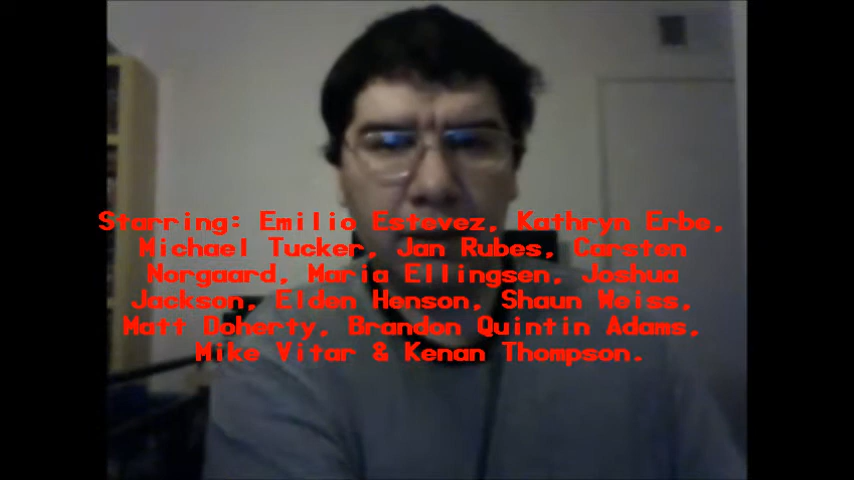 Starring: Emilio Estevez, Kathryn Erbe,
Michael Tucker, Jan Rubes, Carsten
Norgaard, Maria Ellingsen, Joshua
Jackson, Elden Henson, Shaun Weiss,
Matt Doherty, Brandon Quintin Adams,
Mike Vitar & Kenan Thompson.